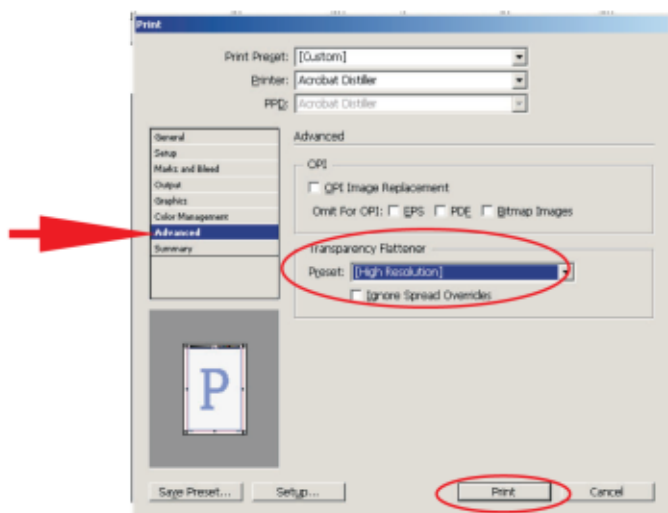 Print
Print Preset: [Custom]
Printer: Acrobat Distiller
PPD: Acrobat Distiller
General
Setup
Marks and Bleed
Output
Graphics
Color Management
Advanced
Summary
Advanced
OPI
OPI Image Replacement
Omit For OPI: EPS PDF Bitmap Images
Transparency Flattener
Preset: [High Resolution]
Ignore Spread Overrides
P
Save Preset... Setup... Print Cancel